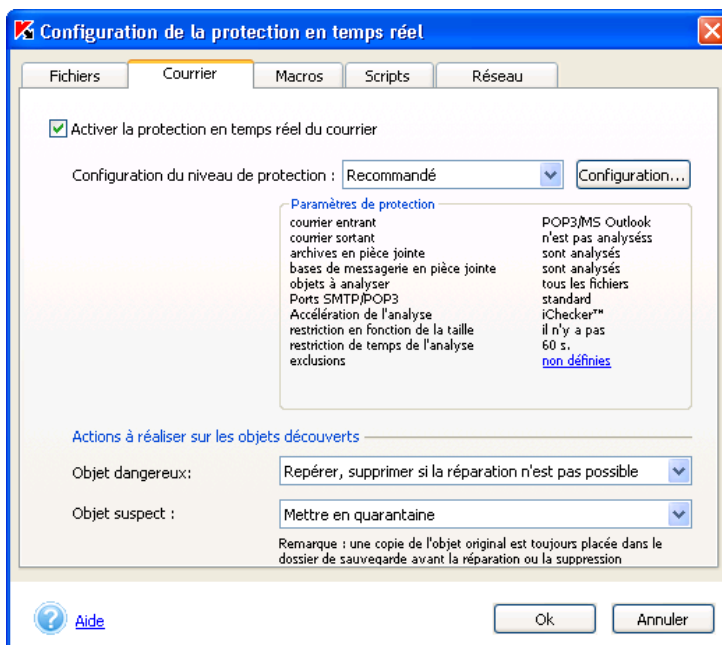 Configuration de la protection en temps réel
Fichiers Courrier Macros Scripts Réseau
Activer la protection en temps réel du courrier
Configuration du niveau de protection : Recommandé Configuration...
Paramètres de protection
courrier entrant POP3/MS Outlook
courrier sortant n'est pas analyséss
archives en pièce jointe sont analysés
bases de messagerie en pièce jointe sont analysés
objets à analyser tous les fichiers
Ports SMTP/POP3 standard
Accélération de l'analyse iChecker™
restriction en fonction de la taille il n'y a pas
restriction de temps de l'analyse 60 s.
exclusions non définies
Actions à réaliser sur les objets découverts
Objet dangereux: Repérer, supprimer si la réparation n'est pas possible
Objet suspect : Mettre en quarantaine
Remarque : une copie de l'objet original est toujours placée dans le
dossier de sauvegarde avant la réparation ou la suppression
Aide Ok Annuler